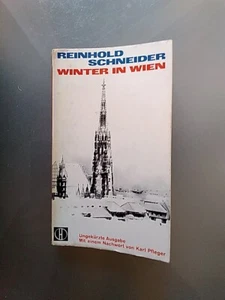 REINHOLD
SCHNEIDER
WINTER IN WIEN
Ungekürzte Ausgabe
Mit einem Nachwort von Karl Pfleger